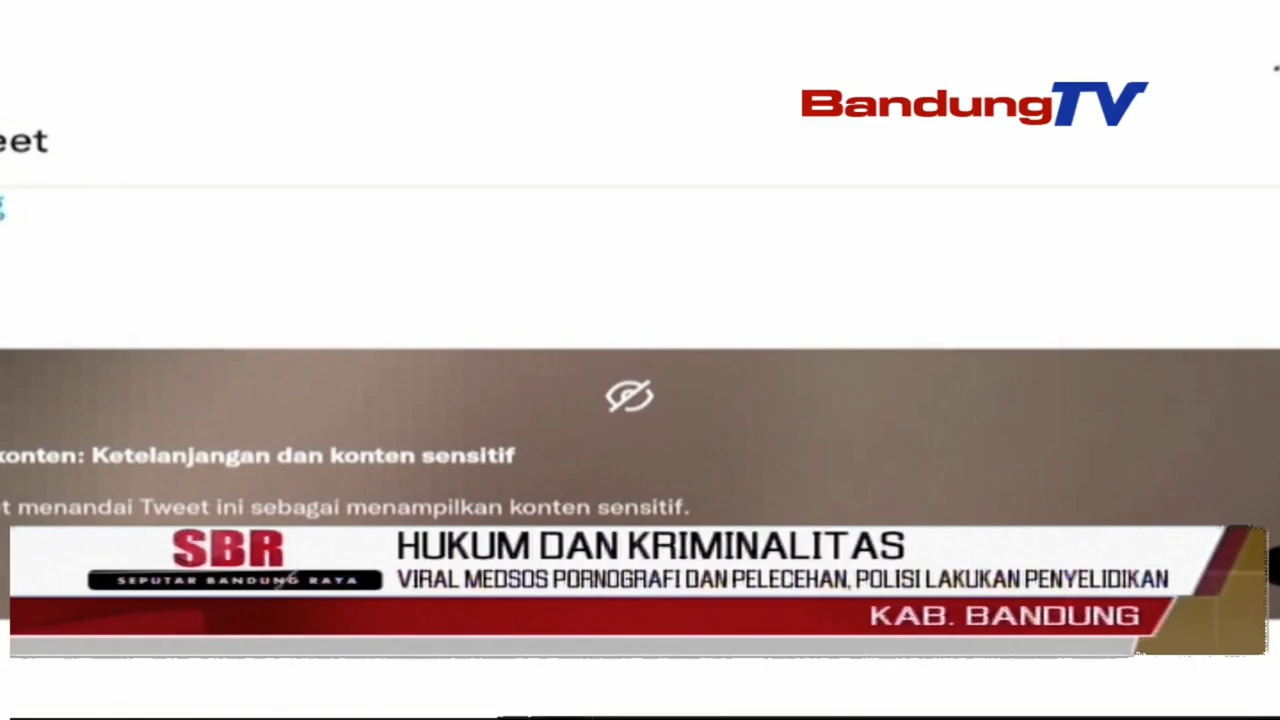 BandungTV
eet
g
konten: Ketelanjangan dan konten sensitif
t menandai Tweet ini sebagai menampilkan konten sensitif.
SBR
SEPUTAR BANDUNG RAYA
HUKUM DAN KRIMINALITAS
VIRAL MEDSOS PORNOGRAFI DAN PELECEHAN, POLISI LAKUKAN PENYELIDIKAN
KAB. BANDUNG